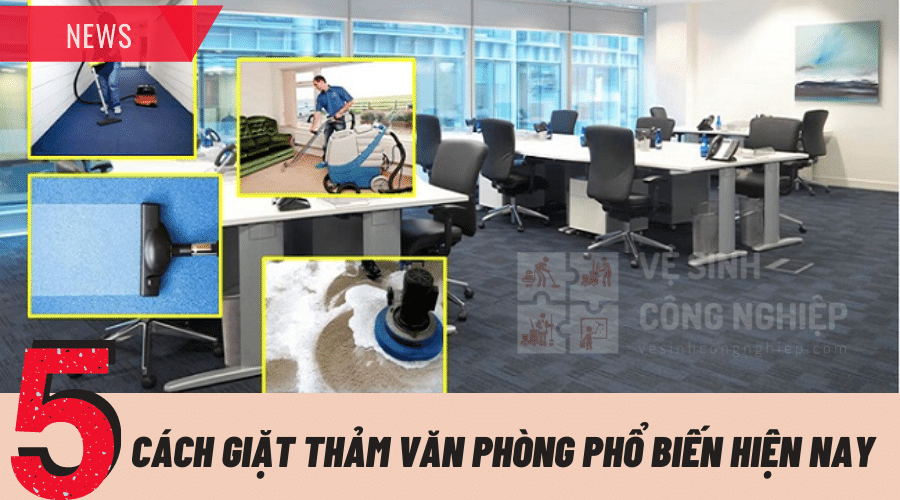 NEWS
VỆ SINH
CÔNG NGHIỆP
vesinhcongnghiep.com
5 CÁCH GIẶT THẢM VĂN PHÒNG PHỔ BIẾN HIỆN NAY